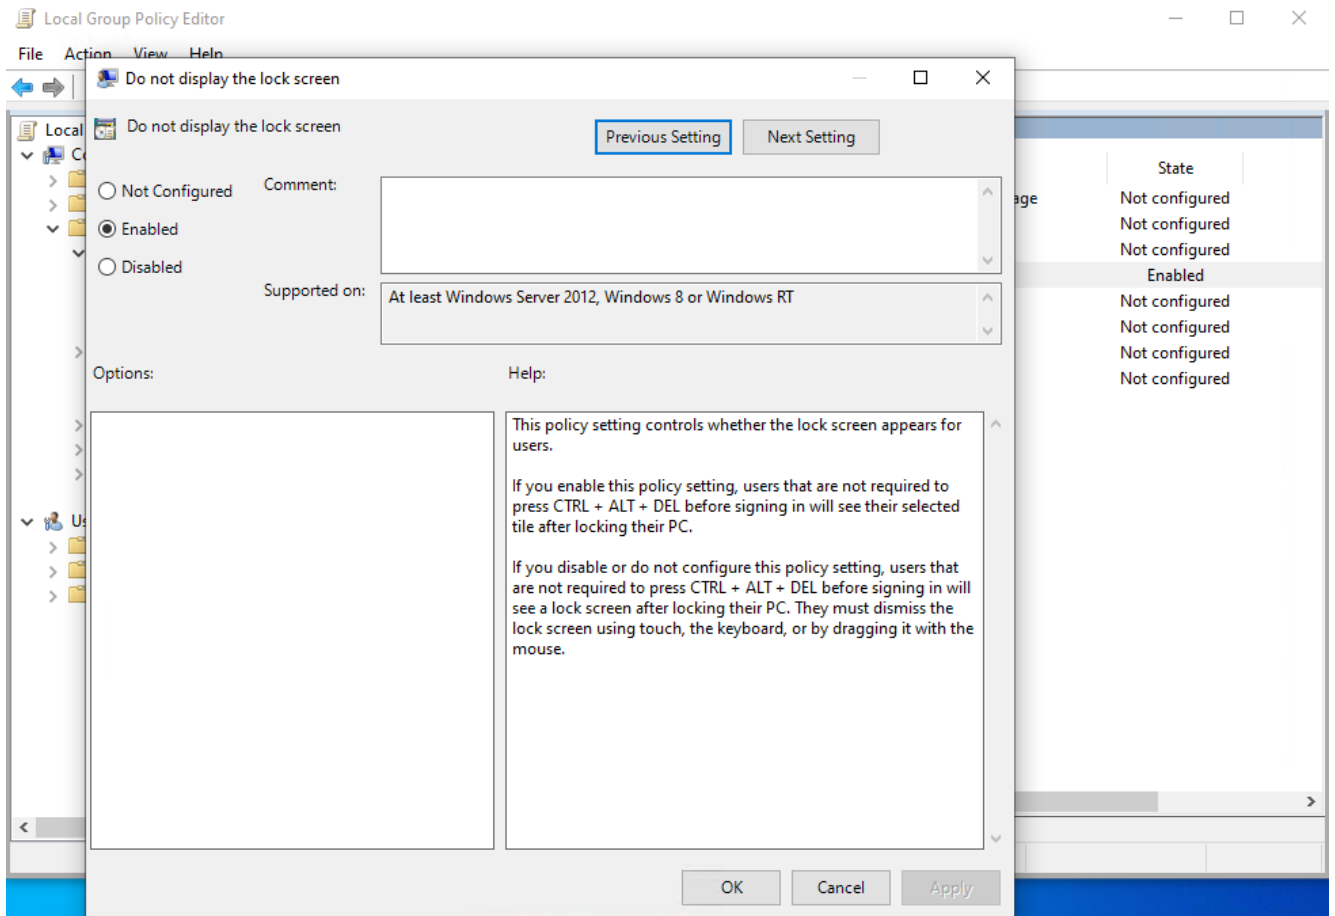 Local Group Policy Editor
File Action View Help
Do not display the lock screen
Do not display the lock screen
Previous Setting
Next Setting
Not Configured
Enabled
Disabled
Comment:
Supported on:
At least Windows Server 2012, Windows 8 or Windows RT
Options:
Help:
This policy setting controls whether the lock screen appears for
users.
If you enable this policy setting, users that are not required to
press CTRL + ALT + DEL before signing in will see their selected
tile after locking their PC.
If you disable or do not configure this policy setting, users that
are not required to press CTRL + ALT + DEL before signing in will
see a lock screen after locking their PC. They must dismiss the
lock screen using touch, the keyboard, or by dragging it with the
mouse.
OK
Cancel
Apply
Local
State
Not configured
Not configured
Not configured
Enabled
Not configured
Not configured
Not configured
Not configured